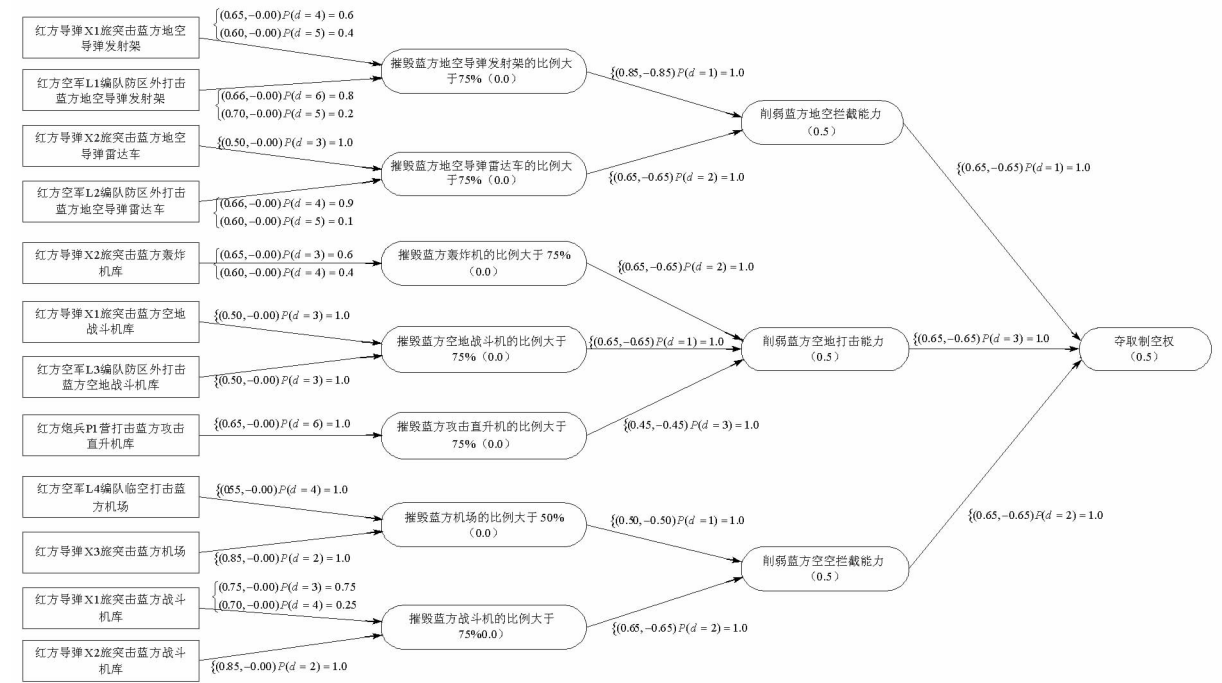 红方导弹X1旅突击蓝方地空
导弹发射架
(0.65,−0.00)P(d = 4) = 0.6
(0.60,−0.00)P(d = 5) = 0.4
红方空军L1编队防区外打击
蓝方地空导弹发射架
(0.66,−0.00)P(d = 6) = 0.8
(0.70,−0.00)P(d = 5) = 0.2
摧毁蓝方地空导弹发射架的比例大
于75%（0.0）
{(0.85,−0.85)P(d = 1) = 1.0
红方导弹X2旅突击蓝方地空
导弹雷达车
{(0.50,−0.00)P(d = 3) = 1.0
红方空军L2编队防区外打击
蓝方地空导弹雷达车
(0.66,−0.00)P(d = 4) = 0.9
(0.60,−0.00)P(d = 5) = 0.1
摧毁蓝方地空导弹雷达车的比例大
于75%（0.0）
{(0.65,−0.65)P(d = 2) = 1.0
削弱蓝方地空拦截能力
（0.5）
{(0.65,−0.65)P(d = 1) = 1.0
红方导弹X2旅突击蓝方轰炸
机库
(0.65,−0.00)P(d = 3) = 0.6
(0.60,−0.00)P(d = 4) = 0.4
摧毁蓝方轰炸机的比例大于 75%
（0.0）
{(0.65,−0.65)P(d = 2) = 1.0
红方导弹X1旅突击蓝方空地
战斗机库
{(0.50,−0.00)P(d = 3) = 1.0
红方空军L3编队防区外打击
蓝方空地战斗机库
{(0.50,−0.00)P(d = 3) = 1.0
摧毁蓝方空地战斗机的比例大于
75%（0.0）
{(0.65,−0.65)P(d = 1) = 1.0
削弱蓝方空地打击能力
（0.5）
{(0.65,−0.65)P(d = 3) = 1.0
夺取制空权
（0.5）
红方炮兵P1营打击蓝方攻击
直升机库
{(0.65,−0.00)P(d = 6) = 1.0
摧毁蓝方攻击直升机的比例大于
75%（0.0）
{(0.45,−0.45)P(d = 3) = 1.0
红方空军L4编队临空打击蓝
方机场
{(055,−0.00)P(d = 4) = 1.0
红方导弹X3旅突击蓝方机场
{(0.85,−0.00)P(d = 2) = 1.0
摧毁蓝方机场的比例大于50%
（0.0）
{(0.50,−0.50)P(d = 1) = 1.0
红方导弹X1旅突击蓝方战斗
机库
(0.75,−0.00)P(d = 3) = 0.75
(0.70,−0.00)P(d = 4) = 0.25
红方导弹X2旅突击蓝方战斗
机库
{(0.85,−0.00)P(d = 2) = 1.0
摧毁蓝方战斗机的比例大于
75%0.0）
{(0.65,−0.65)P(d = 2) = 1.0
削弱蓝方空空拦截能力
（0.5）
{(0.65,−0.65)P(d = 2) = 1.0